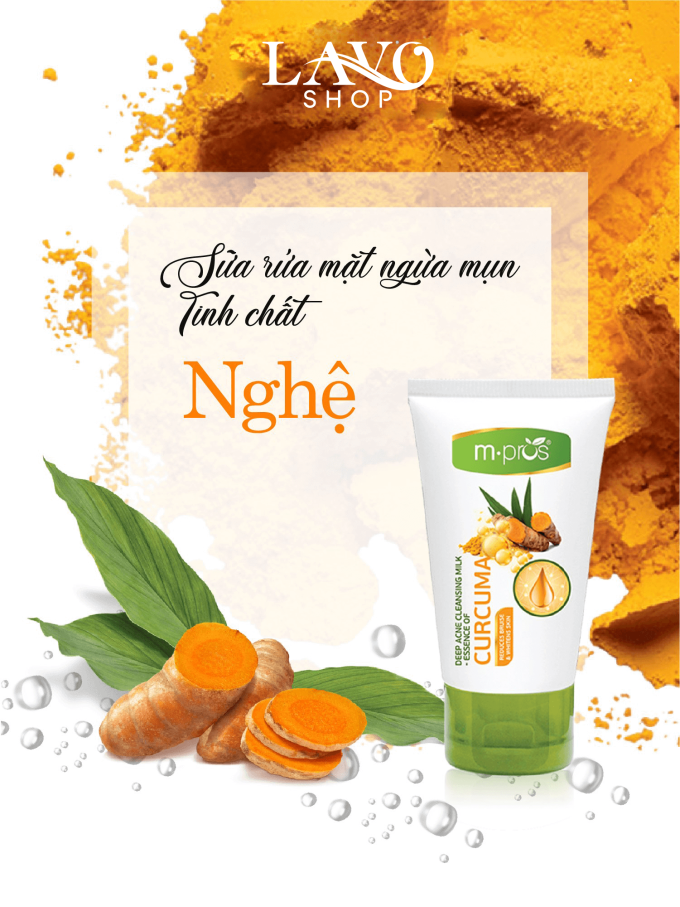 LAVO
SHOP
Sữa rửa mặt ngừa mụn
Tinh chất
Nghệ
m·pros®
DEEP ACNE CLEANSING MILK
- ESSENCE OF
CURCUMA
REDUCES BRUISE
& WHITENS SKIN